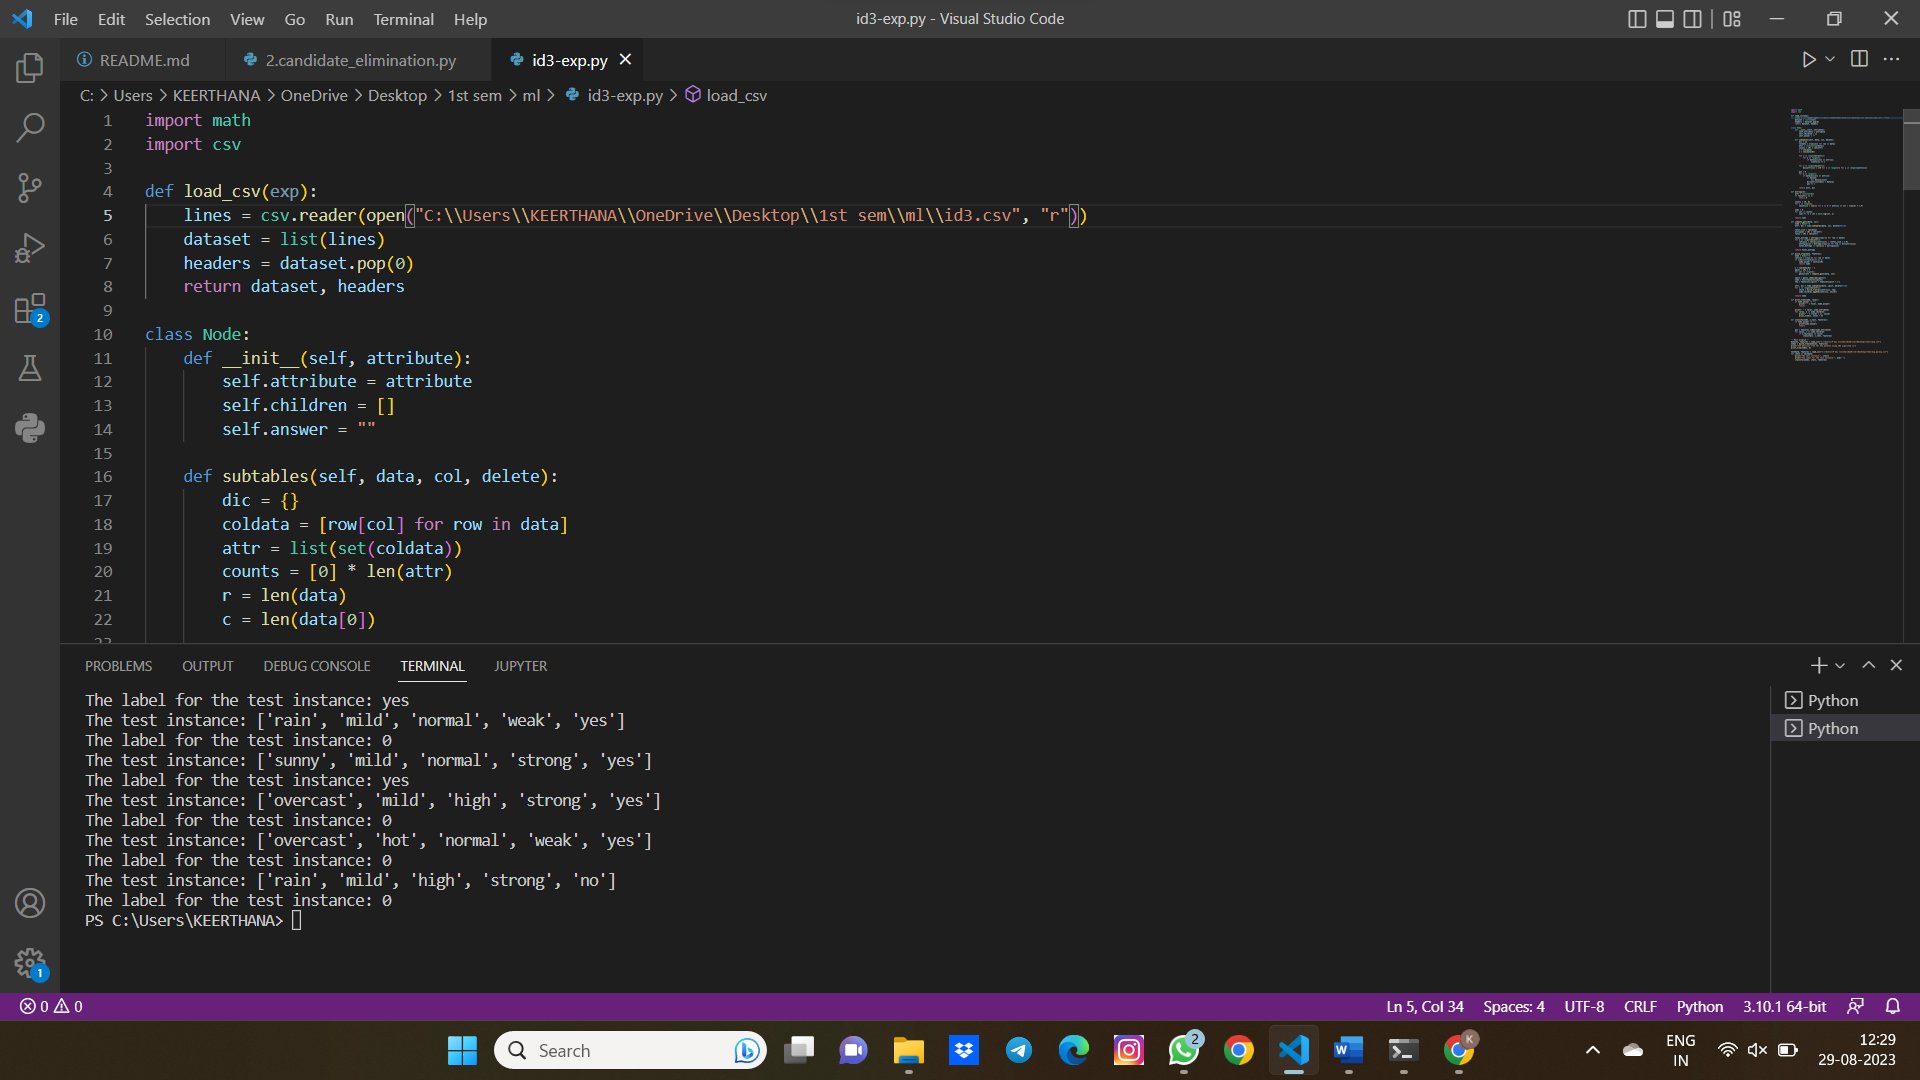 File Edit Selection View Go Run Terminal Help id3-exp.py - Visual Studio Code
README.md 2.candidate_elimination.py id3-exp.py
C: > Users > KEERTHANA > OneDrive > Desktop > 1st sem > ml > id3-exp.py > load_csv
1 import math
2 import csv
3
4 def load_csv(exp):
5 lines = csv.reader(open("C:\\Users\\KEERTHANA\\OneDrive\\Desktop\\1st sem\\ml\\id3.csv", "r"))
6 dataset = list(lines)
7 headers = dataset.pop(0)
8 return dataset, headers
9
10 class Node:
11 def __init__(self, attribute):
12 self.attribute = attribute
13 self.children = []
14 self.answer = ""
15
16 def subtables(self, data, col, delete):
17 dic = {}
18 coldata = [row[col] for row in data]
19 attr = list(set(coldata))
20 counts = [0] * len(attr)
21 r = len(data)
22 c = len(data[0])
23
PROBLEMS OUTPUT DEBUG CONSOLE TERMINAL JUPYTER
The label for the test instance: yes
The test instance: ['rain', 'mild', 'normal', 'weak', 'yes']
The label for the test instance: 0
The test instance: ['sunny', 'mild', 'normal', 'strong', 'yes']
The label for the test instance: yes
The test instance: ['overcast', 'mild', 'high', 'strong', 'yes']
The label for the test instance: 0
The test instance: ['overcast', 'hot', 'normal', 'weak', 'yes']
The label for the test instance: 0
The test instance: ['rain', 'mild', 'high', 'strong', 'no']
The label for the test instance: 0
PS C:\Users\KEERTHANA>
Python
Python
2
1
0 0 Ln 5, Col 34 Spaces: 4 UTF-8 CRLF Python 3.10.1 64-bit
Search 2 K ENG 12:29
IN 29-08-2023